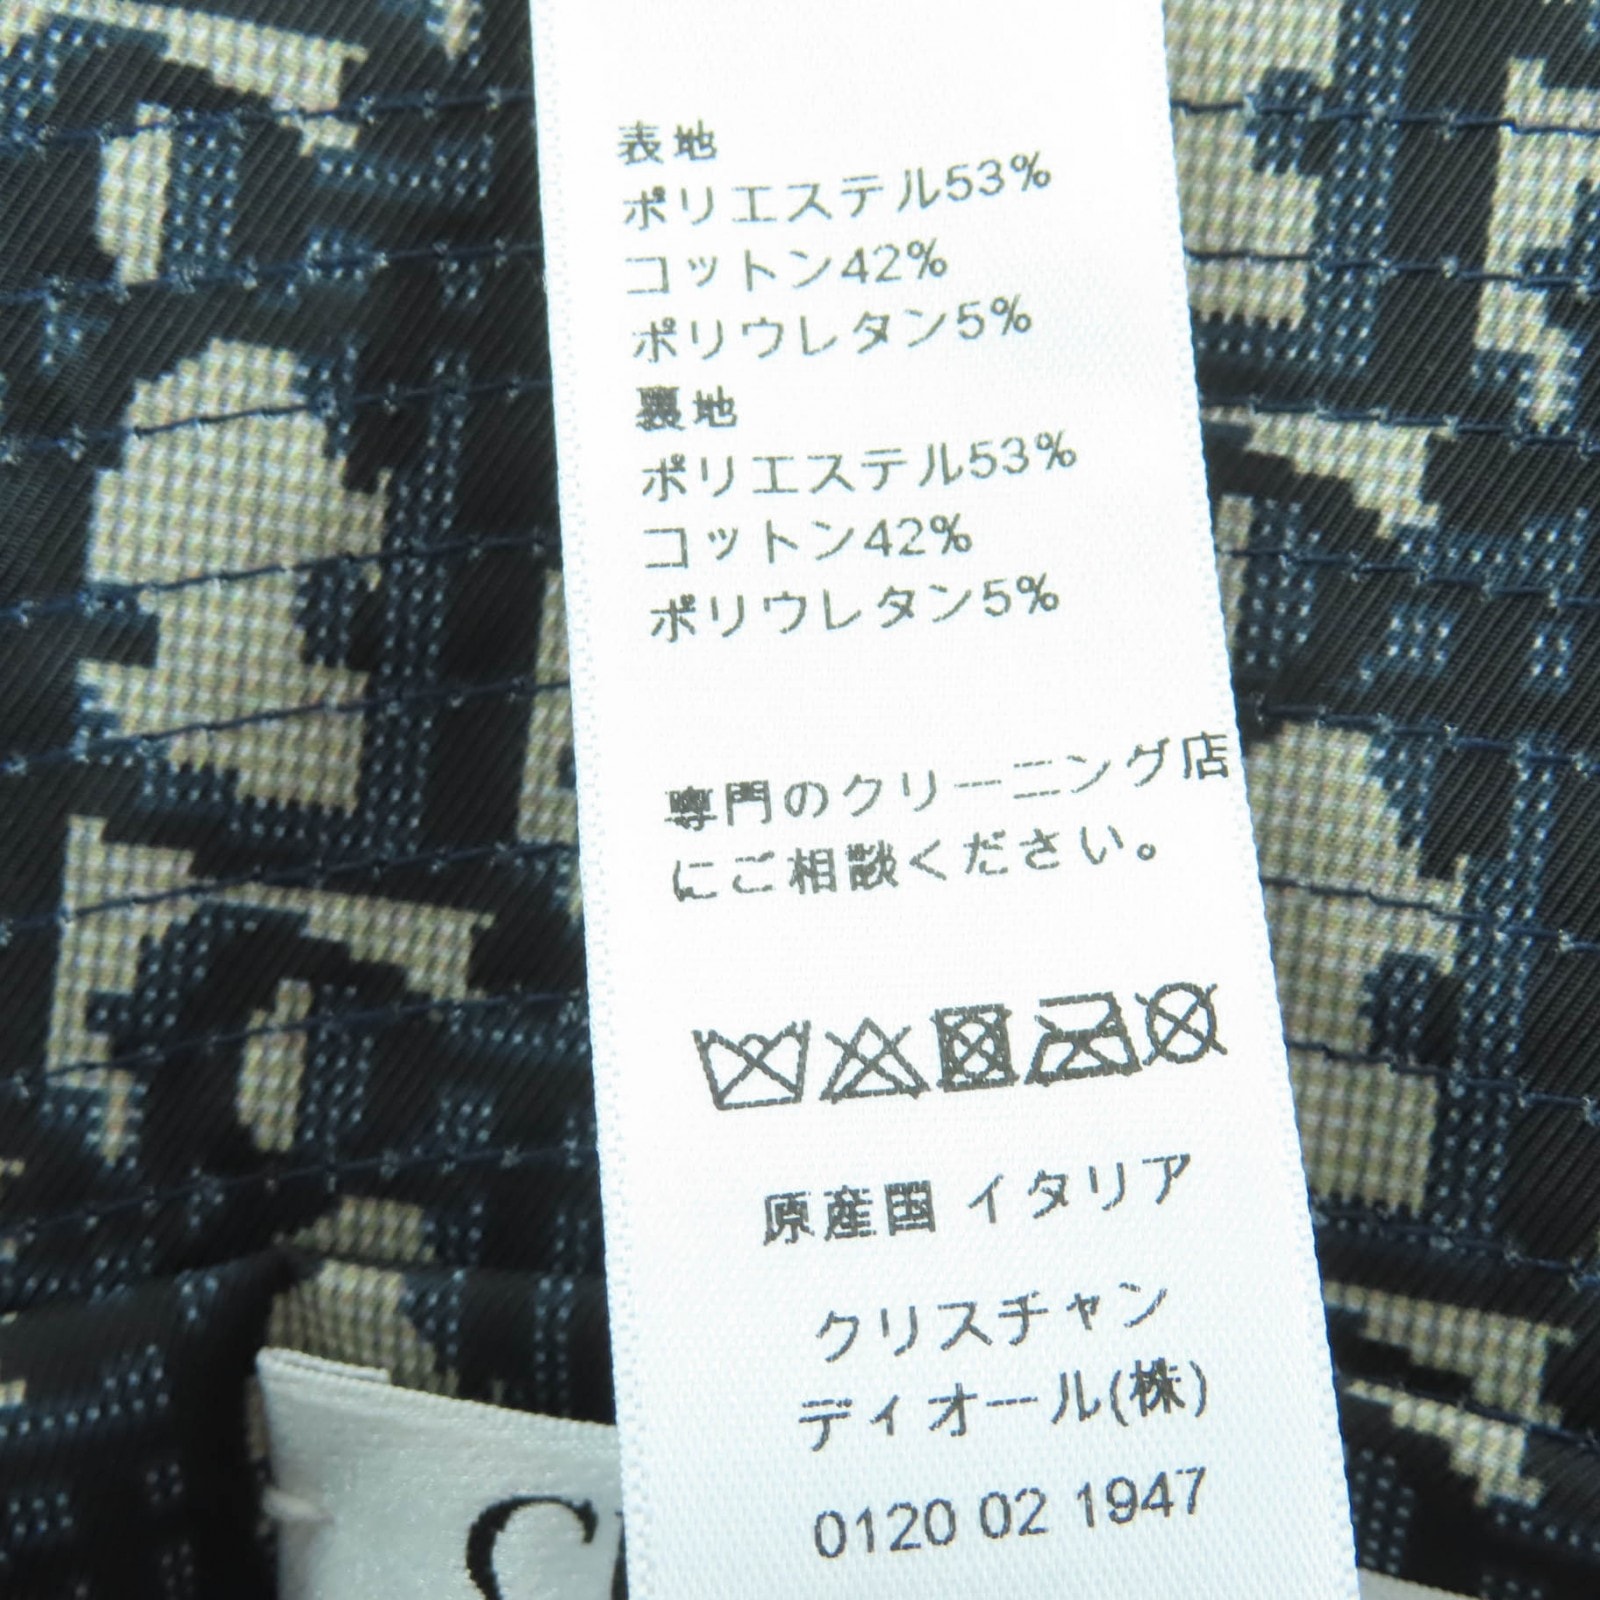 表地
ポリエステル53%
コットン42%
ポリウレタン5%
裏地
ポリエステル53%
コットン42%
ポリウレタン5%
専門のクリーニング店
にご相談ください。
原産国 イタリア
クリスチャン
ディオール(株)
0120 02 1947